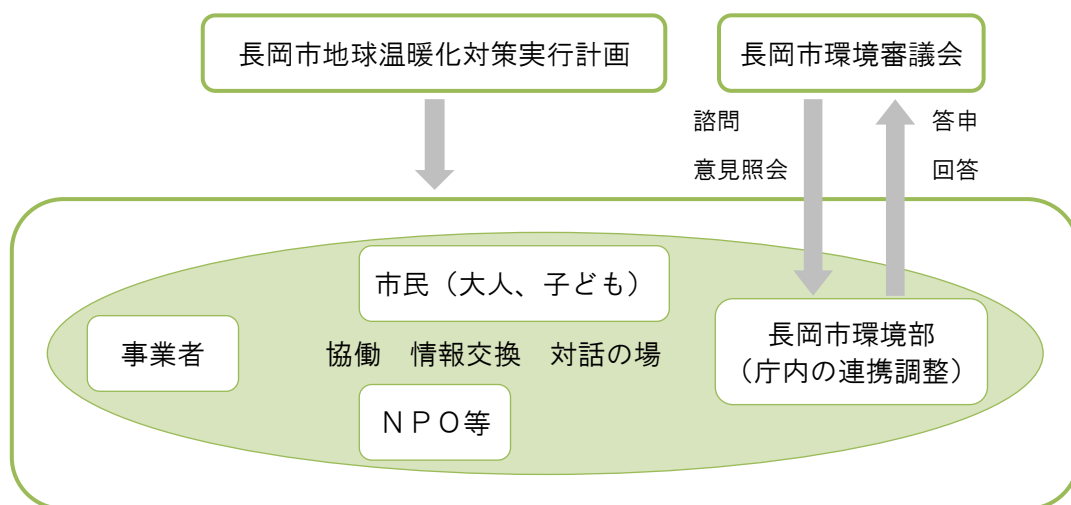 長岡市地球温暖化対策実行計画
長岡市環境審議会
諮問
意見照会
答申
回答
市民（大人、子ども）
事業者
協働　情報交換　対話の場
ＮＰＯ等
長岡市環境部
（庁内の連携調整）